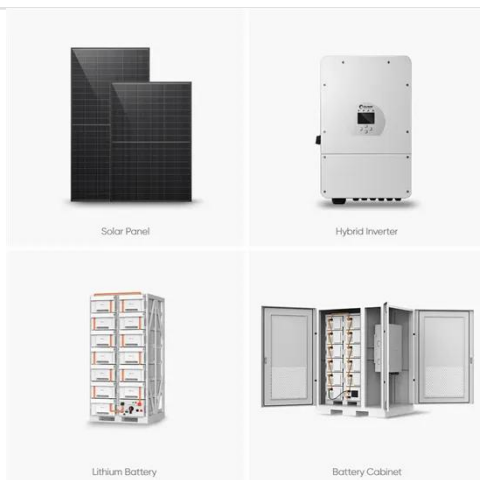 Solar Panel
Hybrid Inverter
Lithium Battery
Battery Cabinet